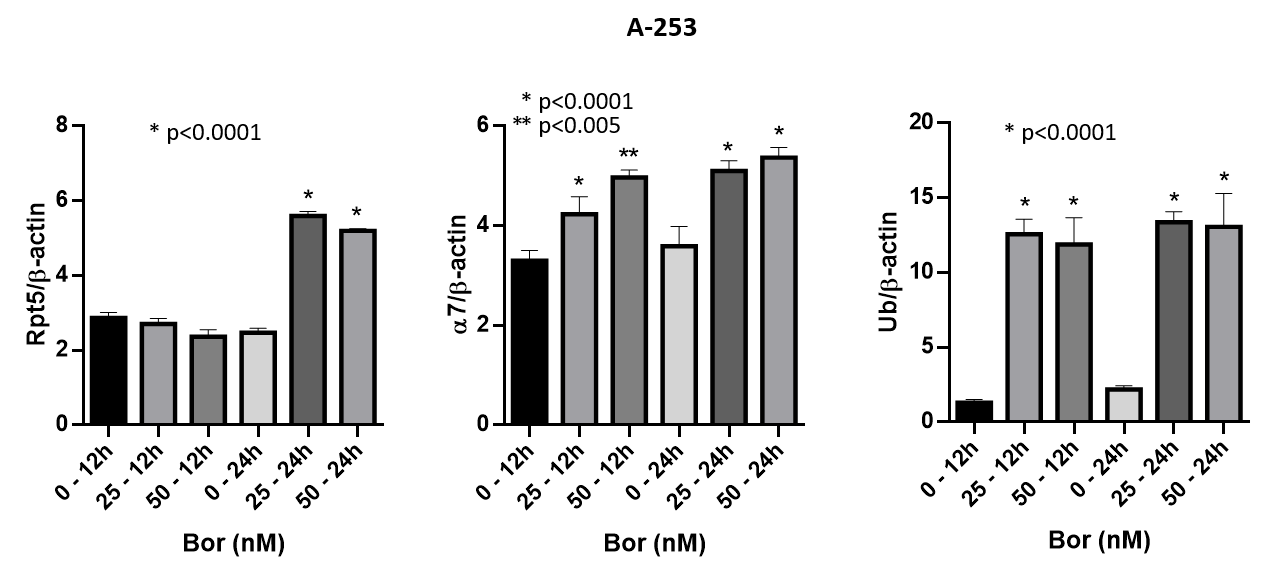 A-253
Rpt5/β-actin
8
6
4
2
0
* p<0.0001
*
*
0 - 12h
25 - 12h
50 - 12h
0 - 24h
25 - 24h
50 - 24h
Bor (nM)
α7/β-actin
6
4
2
0
* p<0.0001
** p<0.005
*
**
*
*
0 - 12h
25 - 12h
50 - 12h
0 - 24h
25 - 24h
50 - 24h
Bor (nM)
Ub/β-actin
20
15
10
5
0
* p<0.0001
*
*
*
*
0 - 12h
25 - 12h
50 - 12h
0 - 24h
25 - 24h
50 - 24h
Bor (nM)